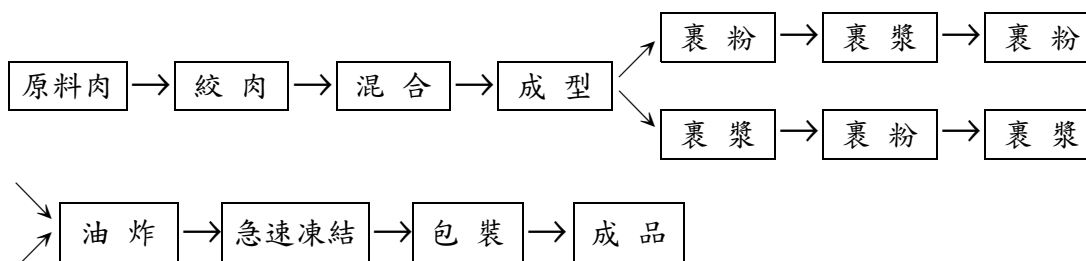 裹 粉 → 裹 漿 → 裹 粉
原料肉 → 絞 肉 → 混 合 → 成 型
裹 漿 → 裹 粉 → 裹 漿
油 炸 → 急速凍結 → 包 裝 → 成 品